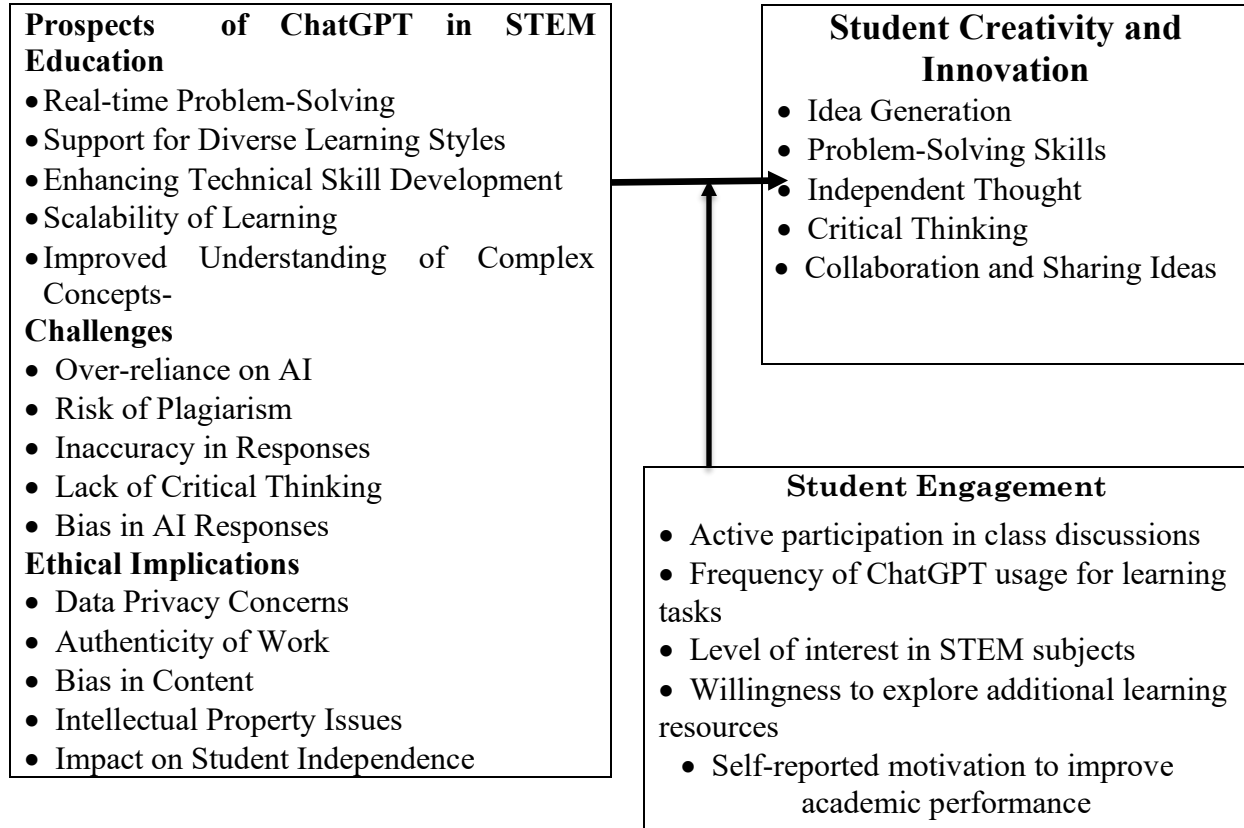 Prospects of ChatGPT in STEM
Education
•Real-time Problem-Solving
•Support for Diverse Learning Styles
•Enhancing Technical Skill Development
•Scalability of Learning
•Improved Understanding of Complex
Concepts-
Challenges
• Over-reliance on AI
• Risk of Plagiarism
• Inaccuracy in Responses
• Lack of Critical Thinking
• Bias in AI Responses
Ethical Implications
• Data Privacy Concerns
• Authenticity of Work
• Bias in Content
• Intellectual Property Issues
• Impact on Student Independence
Student Creativity and
Innovation
• Idea Generation
• Problem-Solving Skills
• Independent Thought
• Critical Thinking
• Collaboration and Sharing Ideas
Student Engagement
• Active participation in class discussions
• Frequency of ChatGPT usage for learning
tasks
• Level of interest in STEM subjects
• Willingness to explore additional learning
resources
• Self-reported motivation to improve
academic performance